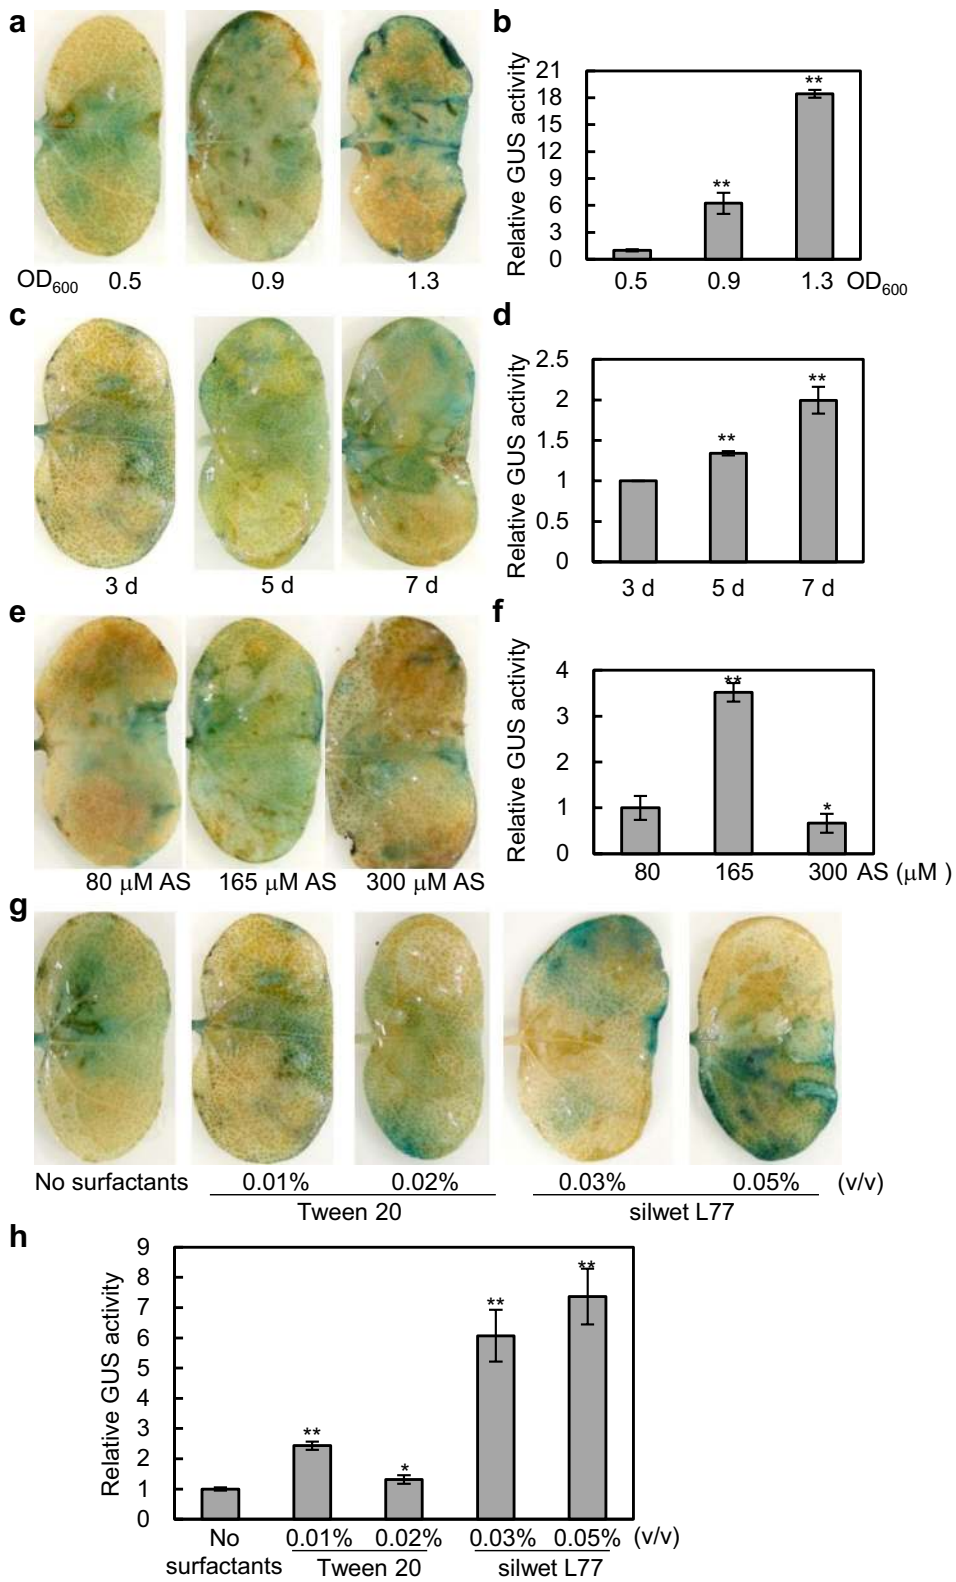 a
OD600 0.5 0.9 1.3
b
Relative GUS activity
21
18
15
12
9
6
3
0
**
**
0.5 0.9 1.3 OD600
c
3 d 5 d 7 d
d
Relative GUS activity
2.5
2
1.5
1
0.5
0
**
**
3 d 5 d 7 d
e
80 μM AS 165 μM AS 300 μM AS
f
Relative GUS activity
4
3
2
1
0
**
*
80 165 300 AS (μM )
g
No surfactants 0.01% 0.02% 0.03% 0.05% (v/v)
Tween 20 silwet L77
h
Relative GUS activity
9
8
7
6
5
4
3
2
1
0
**
*
**
**
No 0.01% 0.02% 0.03% 0.05% (v/v)
surfactants Tween 20 silwet L77